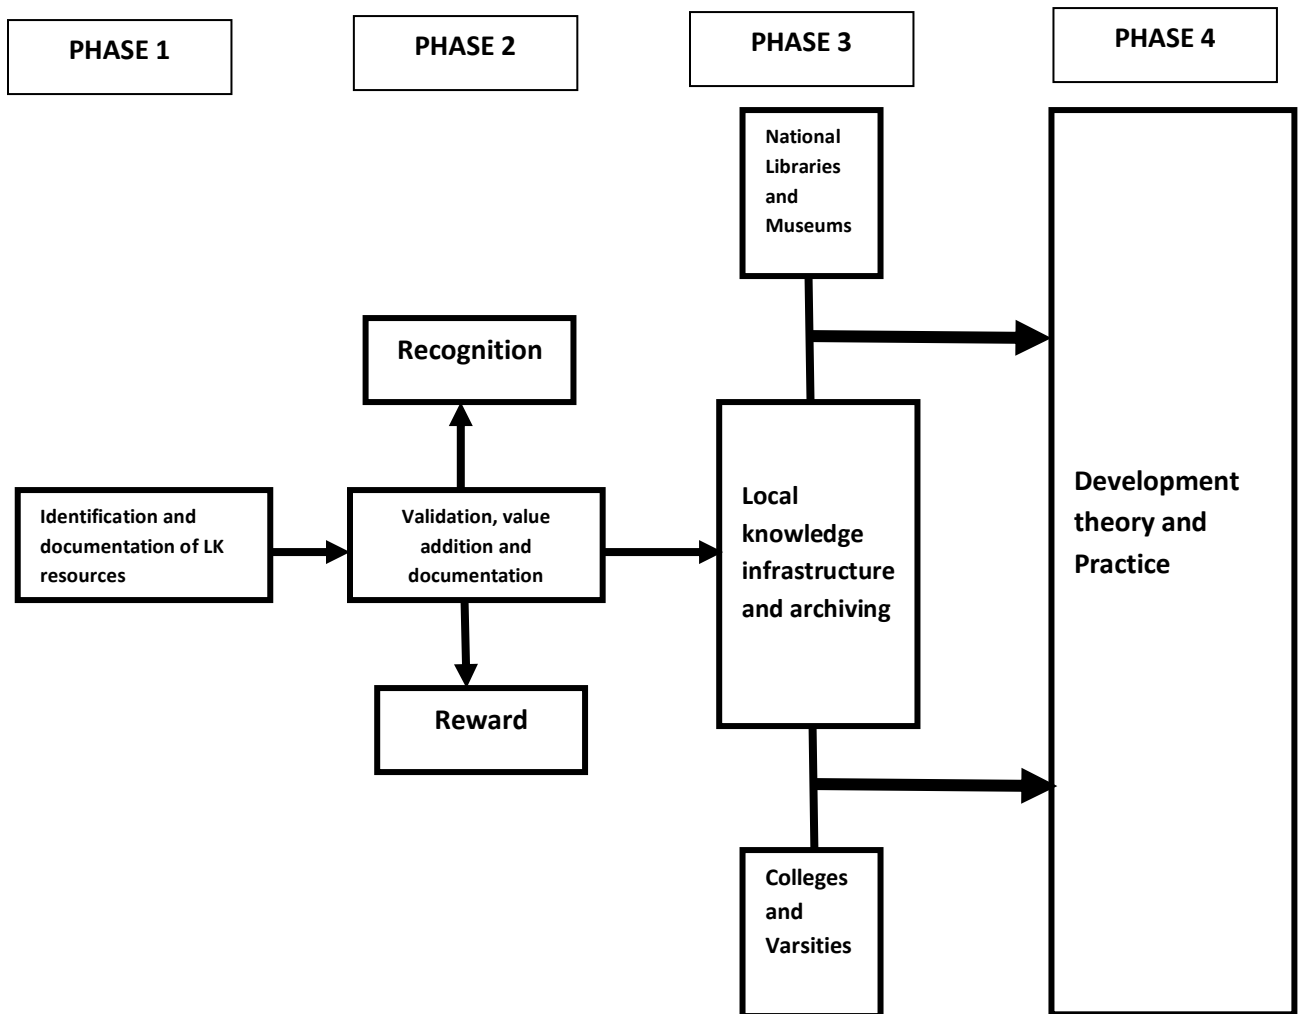 PHASE 1
PHASE 2
PHASE 3
PHASE 4
National
Libraries
and
Museums
Recognition
Identification and
documentation of LK
resources
Validation, value
addition and
documentation
Local
knowledge
infrastructure
and archiving
Development
theory and
Practice
Reward
Colleges
and
Varsities